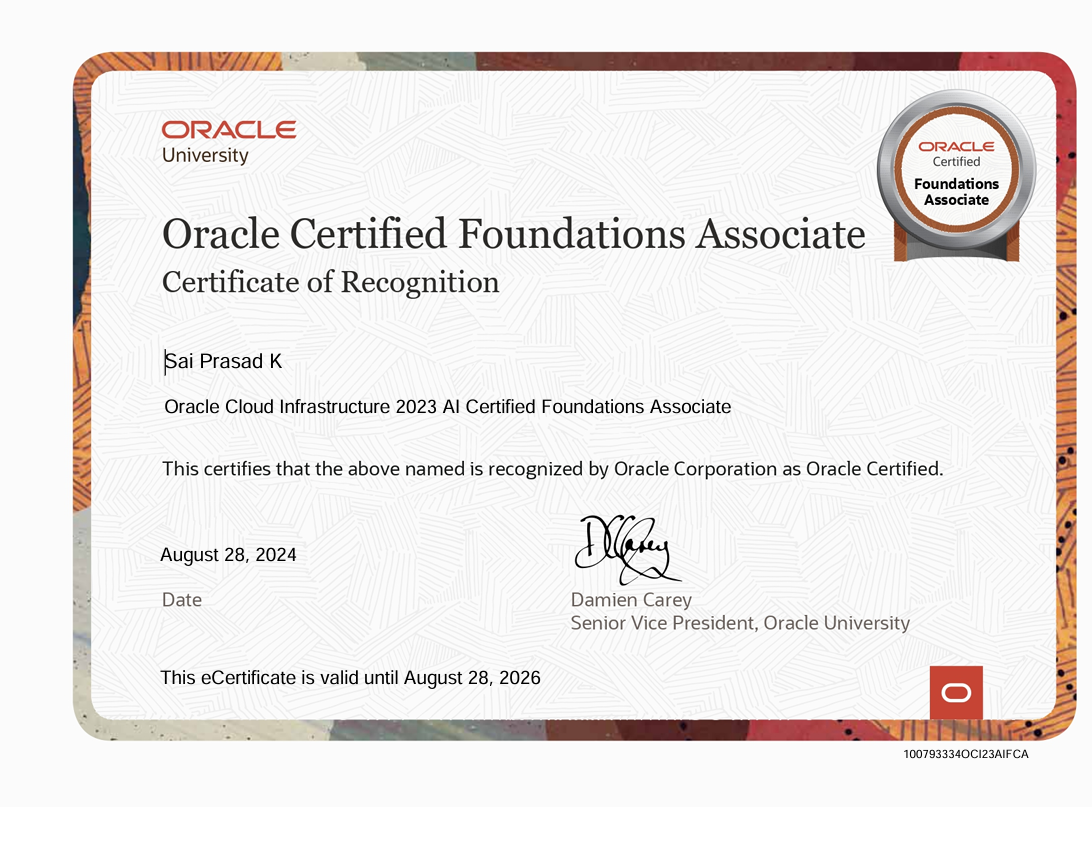 ORACLE
University
ORACLE
Certified
Foundations
Associate
Oracle Certified Foundations Associate
Certificate of Recognition
Sai Prasad K
Oracle Cloud Infrastructure 2023 AI Certified Foundations Associate
This certifies that the above named is recognized by Oracle Corporation as Oracle Certified.
DCarey
August 28, 2024
Date
Damien Carey
Senior Vice President, Oracle University
This eCertificate is valid until August 28, 2026
100793334OCI23AIFCA